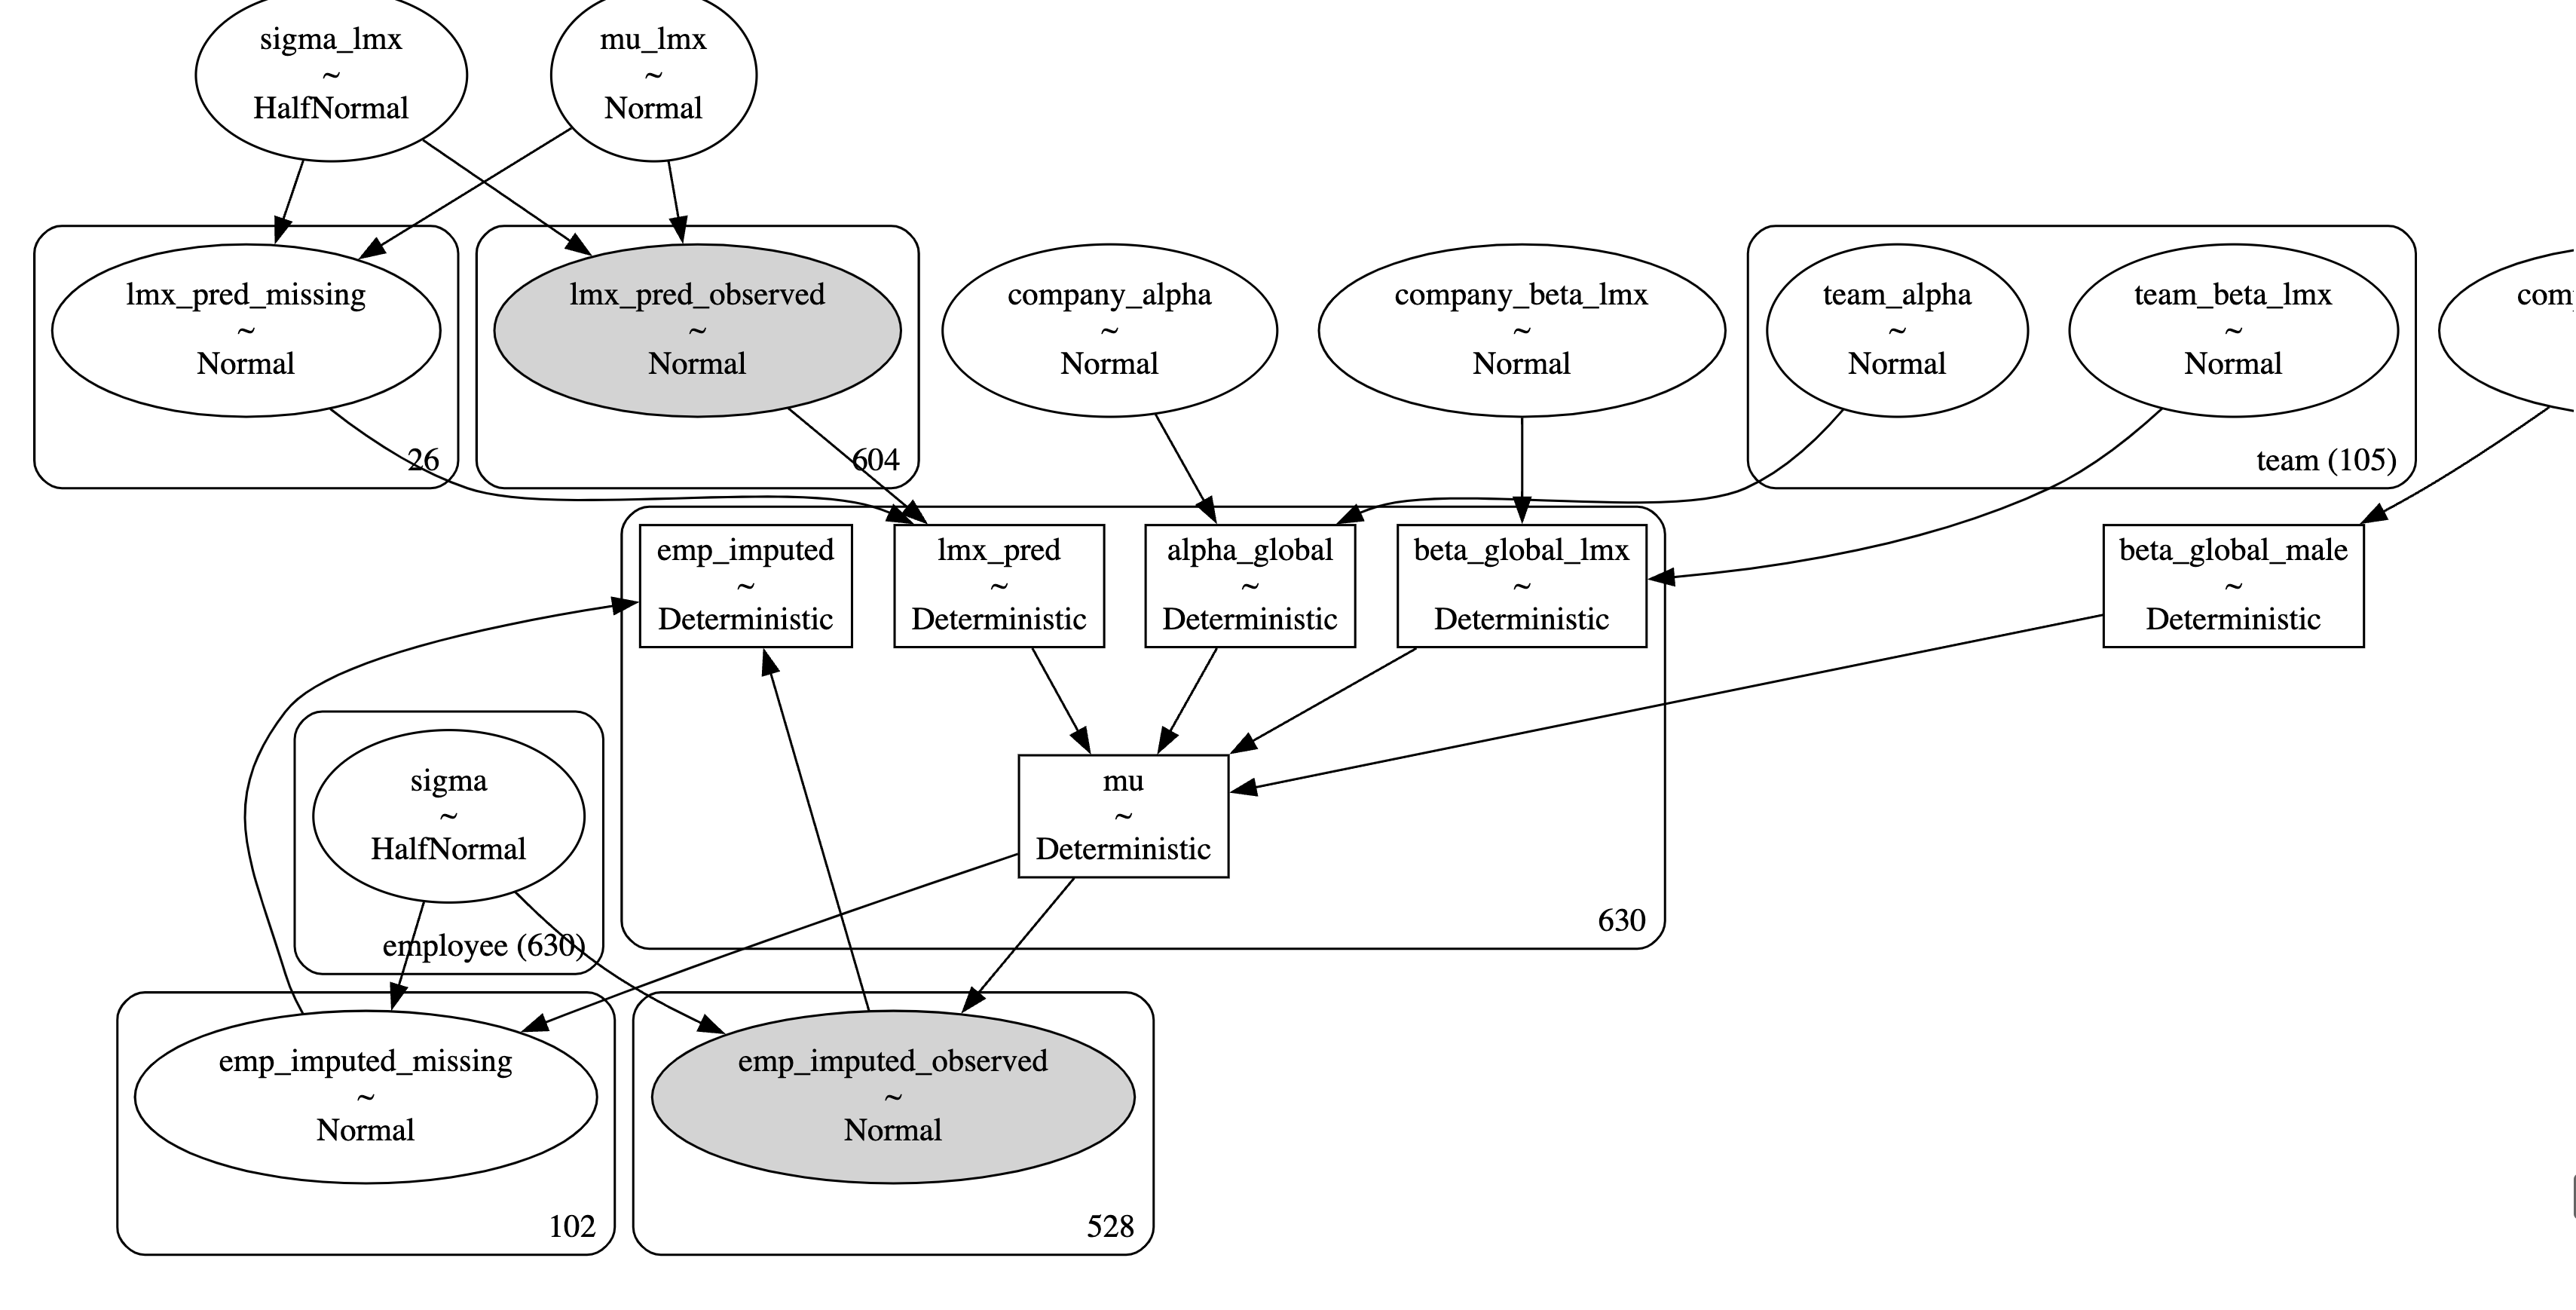 sigma_lmx
~
HalfNormal
mu_lmx
~
Normal
lmx_pred_missing
~
Normal
26
lmx_pred_observed
~
Normal
604
company_alpha
~
Normal
company_beta_lmx
~
Normal
team_alpha
~
Normal
team_beta_lmx
~
Normal
team (105)
com
emp_imputed
~
Deterministic
lmx_pred
~
Deterministic
alpha_global
~
Deterministic
beta_global_lmx
~
Deterministic
beta_global_male
~
Deterministic
sigma
~
HalfNormal
employee (630)
mu
~
Deterministic
630
emp_imputed_missing
~
Normal
102
emp_imputed_observed
~
Normal
528